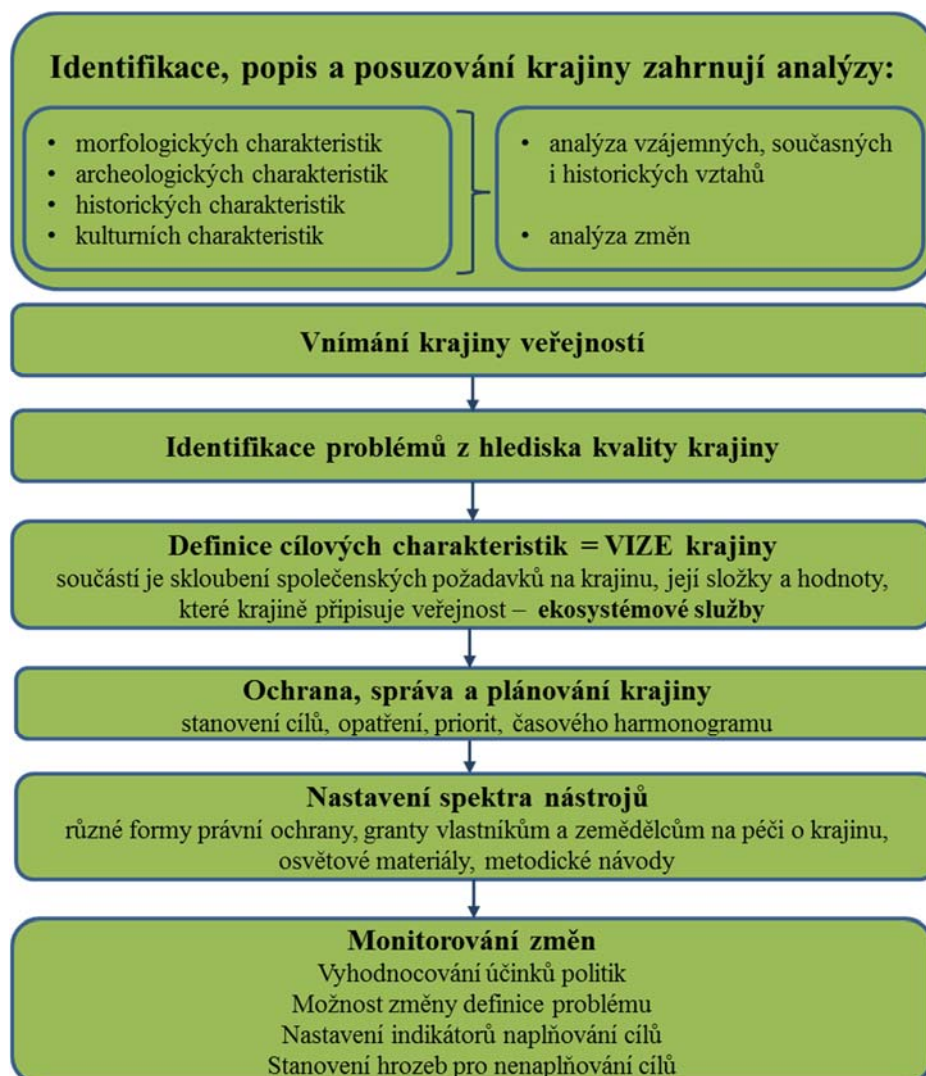 Identifikace, popis a posuzování krajiny zahrnují analýzy:
• morfologických charakteristik
• archeologických charakteristik
• historických charakteristik
• kulturních charakteristik
• analýza vzájemných, současných
i historických vztahů
• analýza změn
Vnímání krajiny veřejností
Identifikace problémů z hlediska kvality krajiny
Definice cílových charakteristik = VIZE krajiny
součástí je skloubení společenských požadavků na krajinu, její složky a hodnoty,
které krajině připisuje veřejnost – ekosystémové služby
Ochrana, správa a plánování krajiny
stanovení cílů, opatření, priorit, časového harmonogramu
Nastavení spektra nástrojů
různé formy právní ochrany, granty vlastníkům a zemědělcům na péči o krajinu,
osvětové materiály, metodické návody
Monitorování změn
Vyhodnocování účinků politik
Možnost změny definice problému
Nastavení indikátorů naplňování cílů
Stanovení hrozeb pro nenaplňování cílů